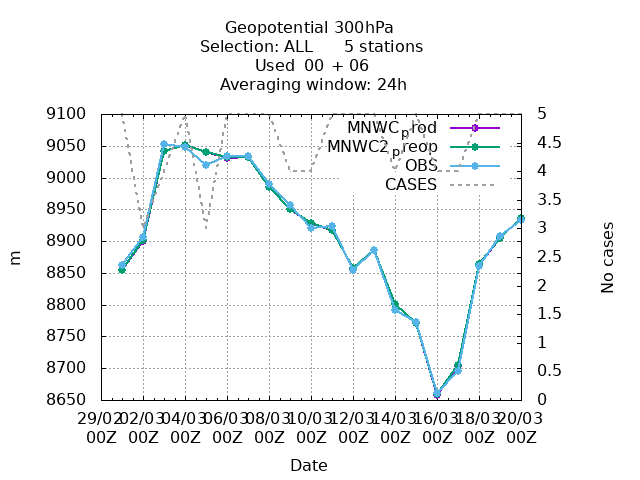 Geopotential 300hPa
Selection: ALL 5 stations
Used 00 + 06
Averaging window: 24h
9100
9050
9000
8950
8900
8850
8800
8750
8700
8650
5
4.5
4
3.5
3
2.5
2
1.5
1
0.5
0
m
No cases
MNWCprod
MNWC2preop
OBS
CASES
29/02 02/03 04/03 06/03 08/03 10/03 12/03 14/03 16/03 18/03 20/03
00Z 00Z 00Z 00Z 00Z 00Z 00Z 00Z 00Z 00Z 00Z
Date